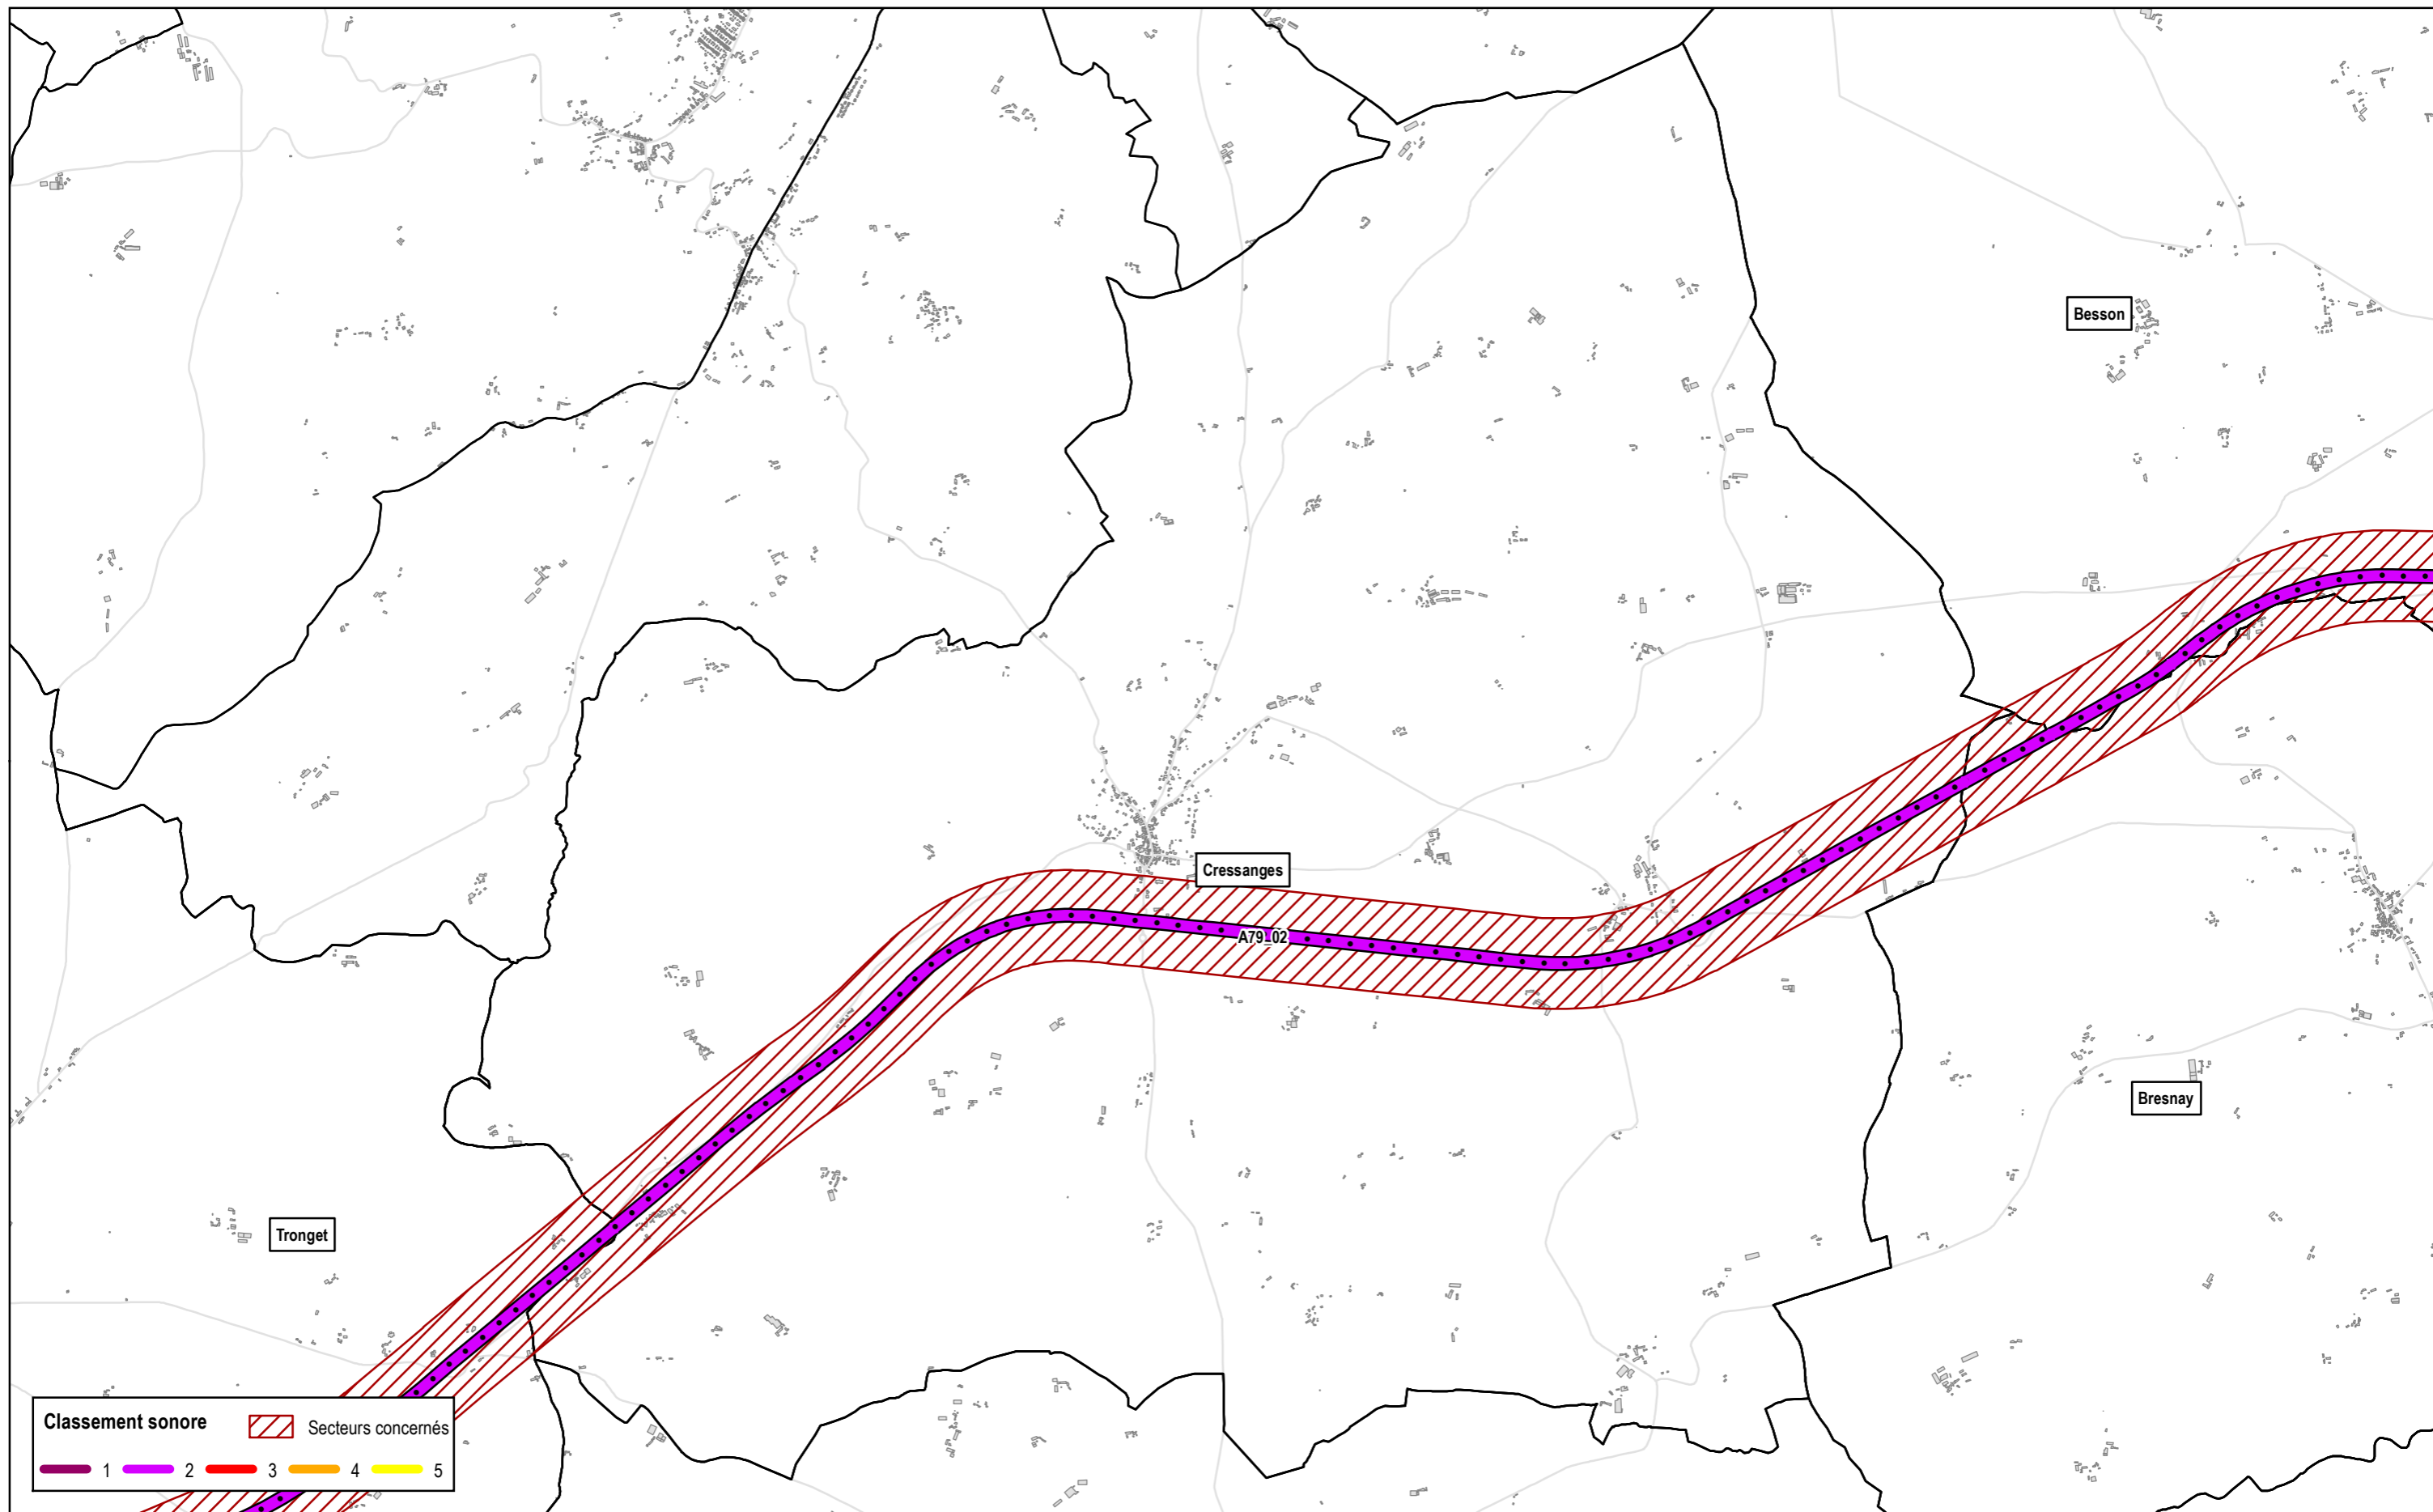 Besson
Cressanges
A79_02
Bresnay
Tronget
Classement sonore
Secteurs concernés
1 2 3 4 5